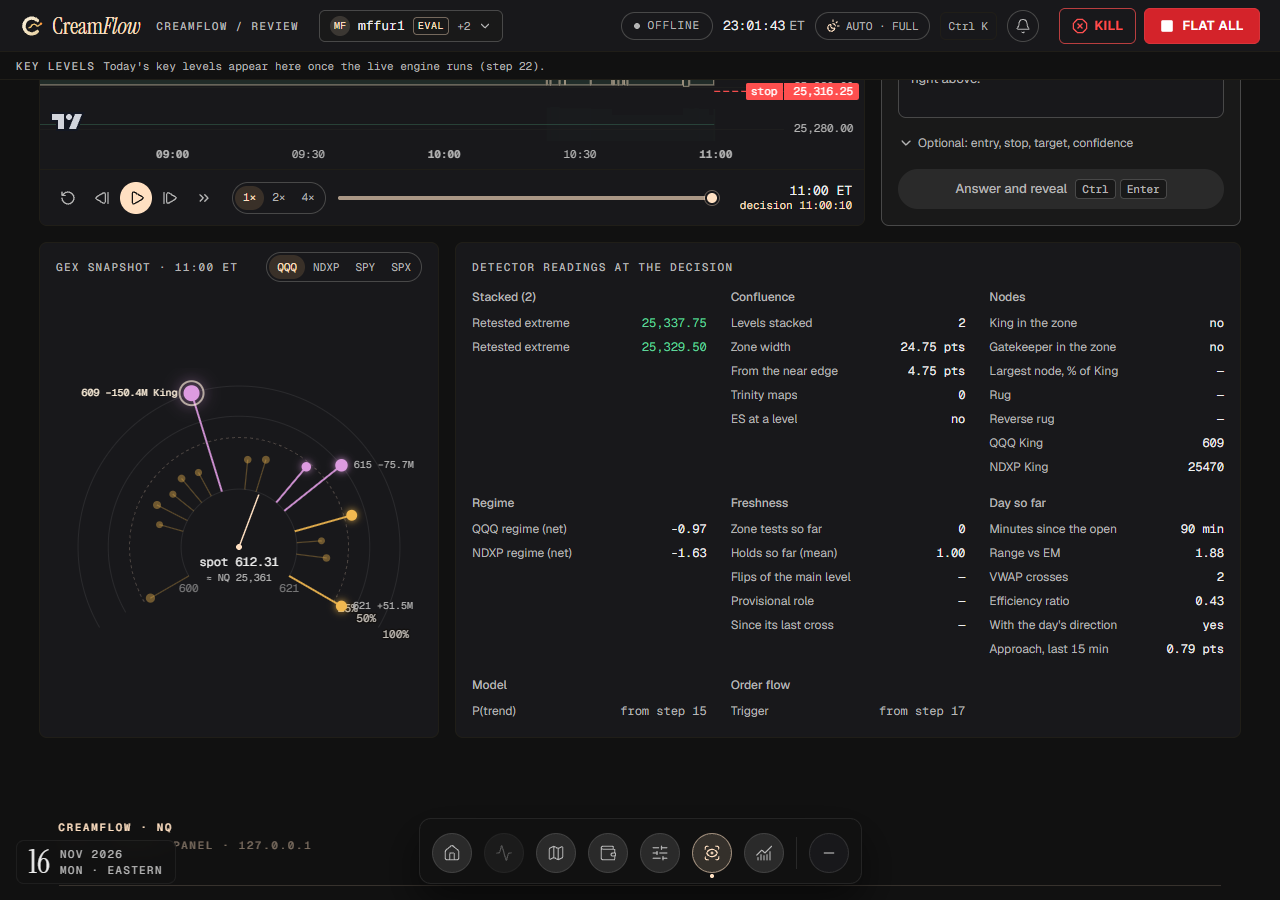 CreamFlow CREAMFLOW / REVIEW MF mffur1 EVAL +2 OFFLINE 23:01:43 ET AUTO · FULL Ctrl K KILL FLAT ALL
KEY LEVELS Today's key levels appear here once the live engine runs (step 22).
right above.
stop 25,316.25
25,280.00
09:00 09:30 10:00 10:30 11:00
Optional: entry, stop, target, confidence
Answer and reveal Ctrl Enter
1× 2× 4×
11:00 ET
decision 11:00:10
GEX SNAPSHOT · 11:00 ET QQQ NDXP SPY SPX
609 −150.4M King
615 −75.7M
spot 612.31
≈ NQ 25,361
600 621
621 +51.5M
25%
50%
100%
DETECTOR READINGS AT THE DECISION
Stacked (2)
Retested extreme 25,337.75
Retested extreme 25,329.50
Confluence
Levels stacked 2
Zone width 24.75 pts
From the near edge 4.75 pts
Trinity maps 0
ES at a level no
Nodes
King in the zone no
Gatekeeper in the zone no
Largest node, % of King –
Rug –
Reverse rug –
QQQ King 609
NDXP King 25470
Regime
QQQ regime (net) -0.97
NDXP regime (net) -1.63
Freshness
Zone tests so far 0
Holds so far (mean) 1.00
Flips of the main level –
Provisional role –
Since its last cross –
Day so far
Minutes since the open 90 min
Range vs EM 1.88
VWAP crosses 2
Efficiency ratio 0.43
With the day's direction yes
Approach, last 15 min 0.79 pts
Model
P(trend) from step 15
Order flow
Trigger from step 17
CREAMFLOW · NQ
PANEL · 127.0.0.1
16 NOV 2026
MON · EASTERN